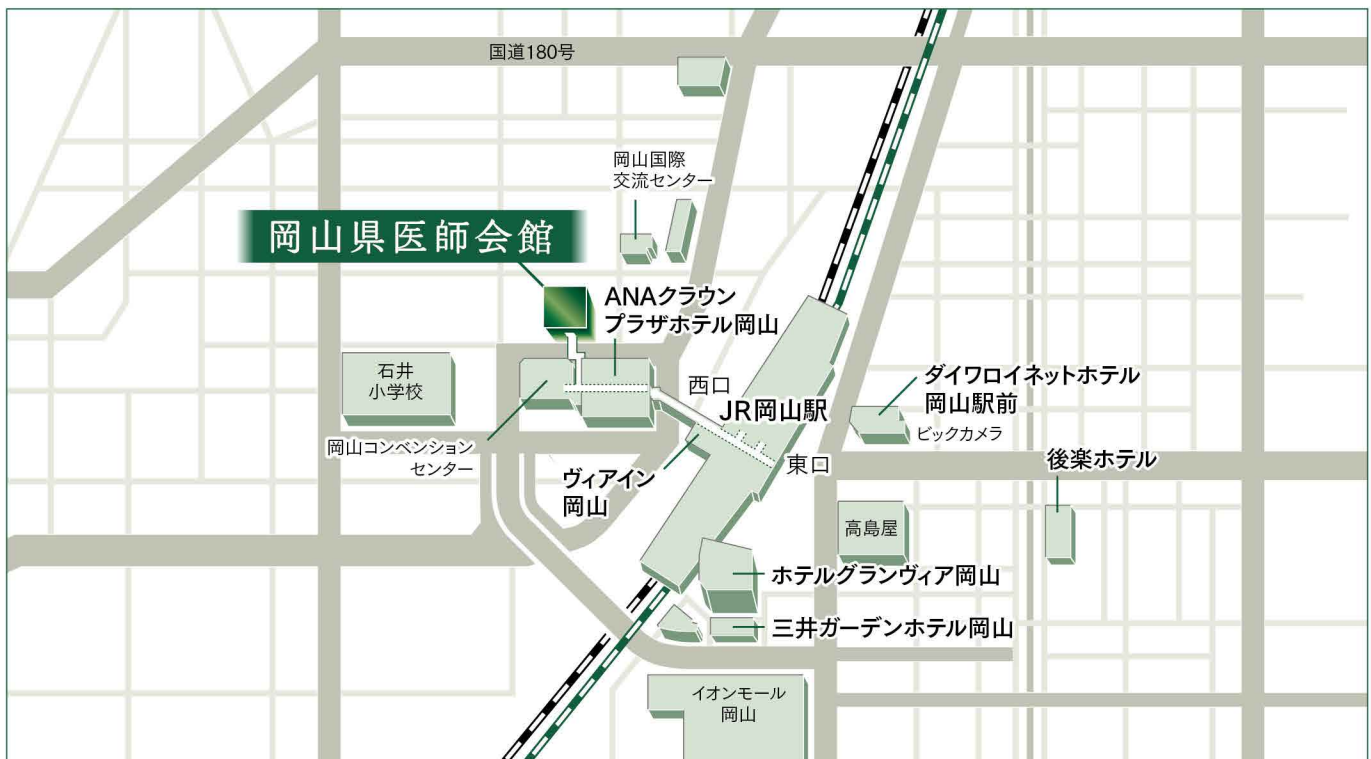 国道180号
岡山国際
交流センター
岡山県医師会館
ANAクラウン
プラザホテル岡山
石井
小学校
西口
JR岡山駅
ダイワロイネットホテル
岡山駅前
ビックカメラ
岡山コンベンション
センター
ヴィアイン
岡山
東口
後楽ホテル
高島屋
ホテルグランヴィア岡山
三井ガーデンホテル岡山
イオンモール
岡山